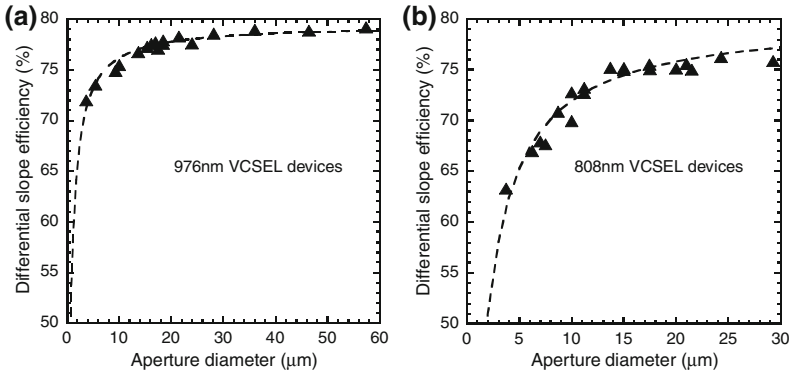 (a)
80
75
70
65
60
55
50
Differential slope efficiency (%)
976nm VCSEL devices
0 10 20 30 40 50 60
Aperture diameter (μm)
(b)
80
75
70
65
60
55
50
Differential slope efficiency (%)
808nm VCSEL devices
0 5 10 15 20 25 30
Aperture diameter (μm)